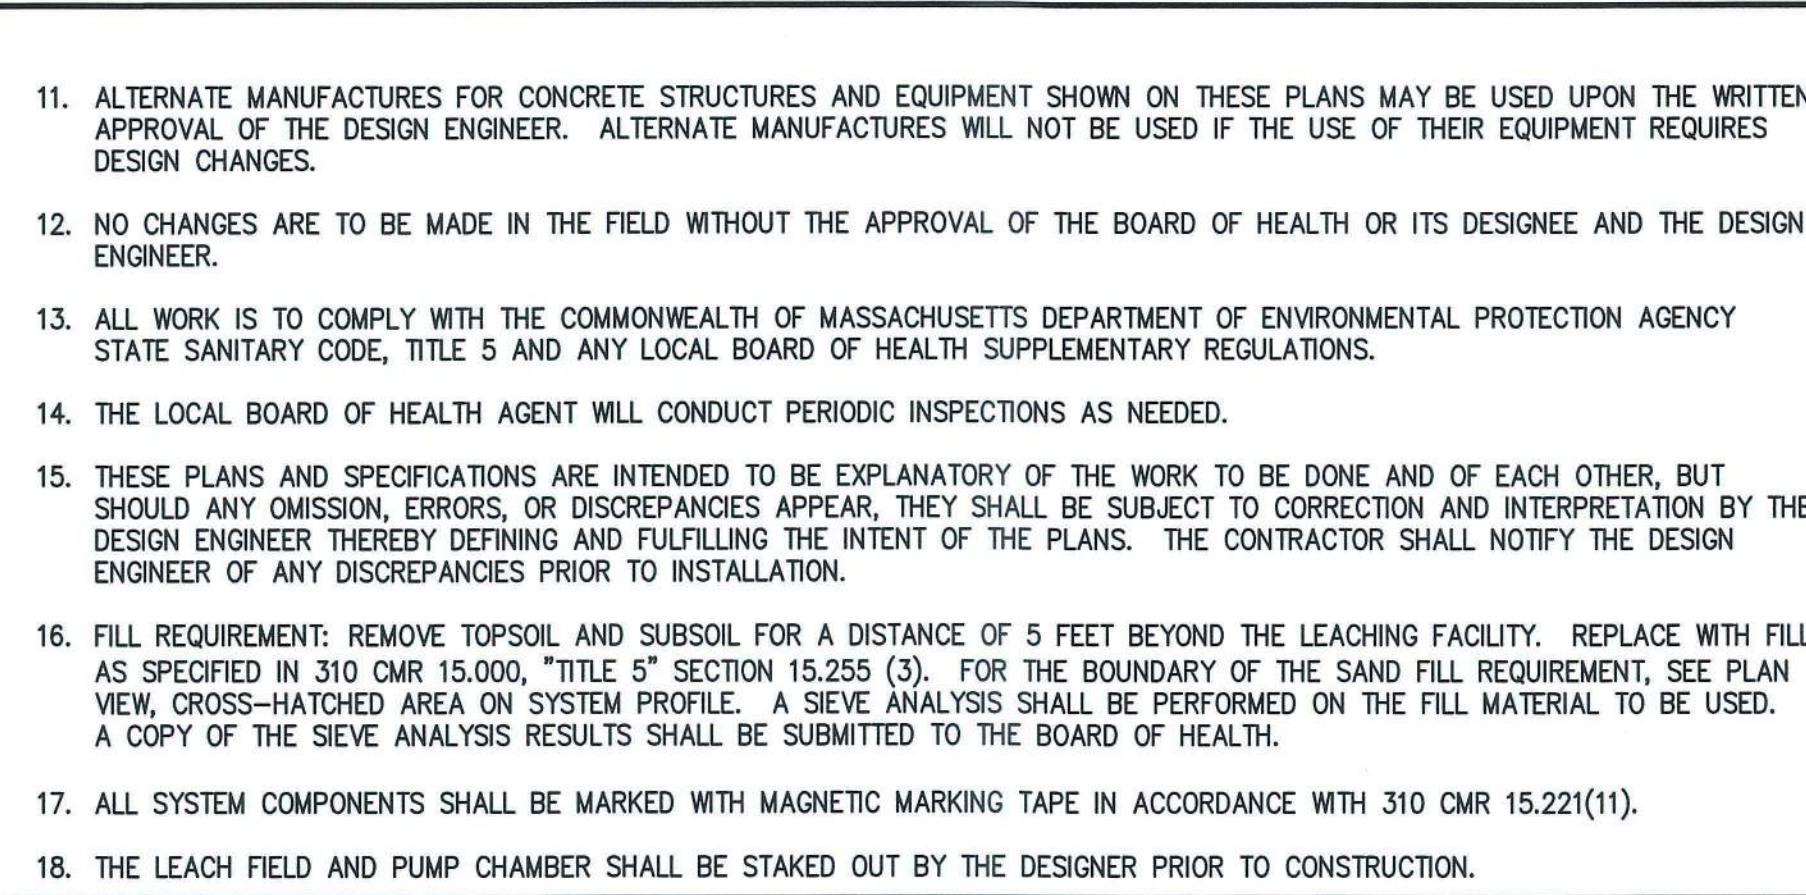 11. ALTERNATE MANUFACTURES FOR CONCRETE STRUCTURES AND EQUIPMENT SHOWN ON THESE PLANS MAY BE USED UPON THE WRITTEN
APPROVAL OF THE DESIGN ENGINEER. ALTERNATE MANUFACTURES WILL NOT BE USED IF THE USE OF THEIR EQUIPMENT REQUIRES
DESIGN CHANGES.
12. NO CHANGES ARE TO BE MADE IN THE FIELD WITHOUT THE APPROVAL OF THE BOARD OF HEALTH OR ITS DESIGNEE AND THE DESIGN
ENGINEER.
13. ALL WORK IS TO COMPLY WITH THE COMMONWEALTH OF MASSACHUSETTS DEPARTMENT OF ENVIRONMENTAL PROTECTION AGENCY
STATE SANITARY CODE, TITLE 5 AND ANY LOCAL BOARD OF HEALTH SUPPLEMENTARY REGULATIONS.
14. THE LOCAL BOARD OF HEALTH AGENT WILL CONDUCT PERIODIC INSPECTIONS AS NEEDED.
15. THESE PLANS AND SPECIFICATIONS ARE INTENDED TO BE EXPLANATORY OF THE WORK TO BE DONE AND OF EACH OTHER, BUT
SHOULD ANY OMISSION, ERRORS, OR DISCREPANCIES APPEAR, THEY SHALL BE SUBJECT TO CORRECTION AND INTERPRETATION BY THE
DESIGN ENGINEER THEREBY DEFINING AND FULFILLING THE INTENT OF THE PLANS. THE CONTRACTOR SHALL NOTIFY THE DESIGN
ENGINEER OF ANY DISCREPANCIES PRIOR TO INSTALLATION.
16. FILL REQUIREMENT: REMOVE TOPSOIL AND SUBSOIL FOR A DISTANCE OF 5 FEET BEYOND THE LEACHING FACILITY. REPLACE WITH FILL
AS SPECIFIED IN 310 CMR 15.000, "TITLE 5" SECTION 15.255 (3). FOR THE BOUNDARY OF THE SAND FILL REQUIREMENT, SEE PLAN
VIEW, CROSS-HATCHED AREA ON SYSTEM PROFILE. A SIEVE ANALYSIS SHALL BE PERFORMED ON THE FILL MATERIAL TO BE USED.
A COPY OF THE SIEVE ANALYSIS RESULTS SHALL BE SUBMITTED TO THE BOARD OF HEALTH.
17. ALL SYSTEM COMPONENTS SHALL BE MARKED WITH MAGNETIC MARKING TAPE IN ACCORDANCE WITH 310 CMR 15.221(11).
18. THE LEACH FIELD AND PUMP CHAMBER SHALL BE STAKED OUT BY THE DESIGNER PRIOR TO CONSTRUCTION.